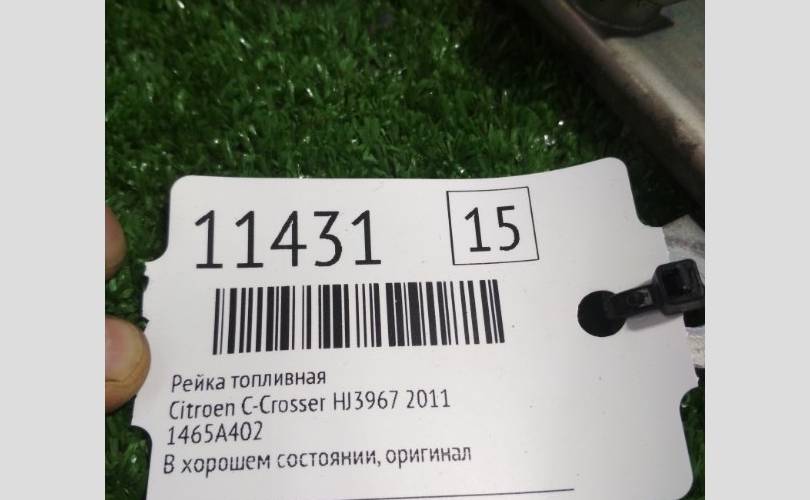 11431 15
Рейка топливная
Citroen C-Crosser HJ3967 2011
1465A402
В хорошем состоянии, оригинал